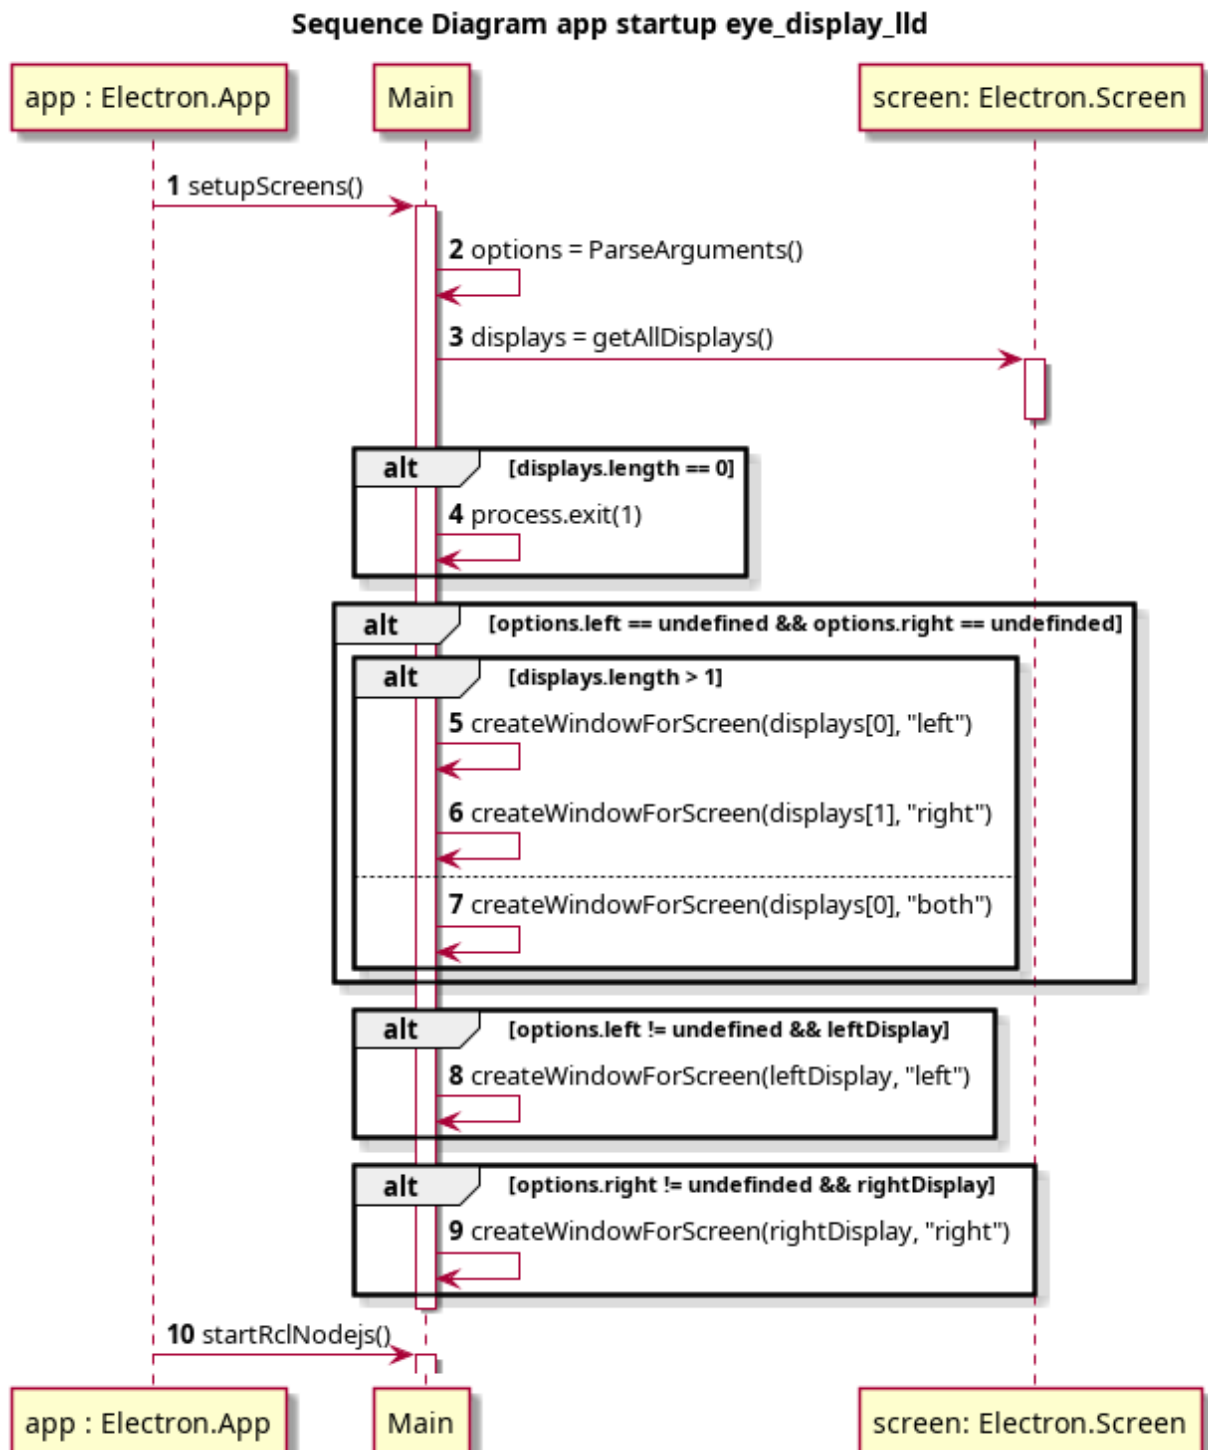 Sequence Diagram app startup eye_display_lld
app : Electron.App
Main
screen: Electron.Screen
1 setupScreens()
2 options = ParseArguments()
3 displays = getAllDisplays()
alt [displays.length == 0]
4 process.exit(1)
alt [options.left == undefined && options.right == undefinded]
alt [displays.length > 1]
5 createWindowForScreen(displays[0], "left")
6 createWindowForScreen(displays[1], "right")
7 createWindowForScreen(displays[0], "both")
alt [options.left != undefined && leftDisplay]
8 createWindowForScreen(leftDisplay, "left")
alt [options.right != undefinded && rightDisplay]
9 createWindowForScreen(rightDisplay, "right")
10 startRclNodejs()
app : Electron.App
Main
screen: Electron.Screen